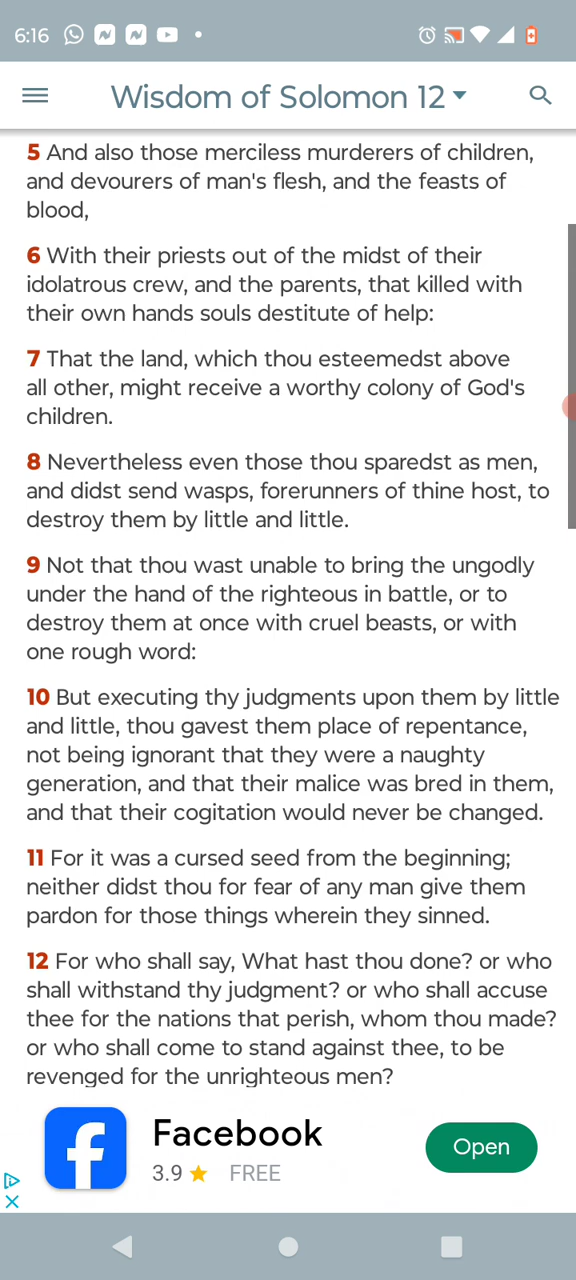 6:16
Wisdom of Solomon 12
5 And also those merciless murderers of children,
and devourers of man's flesh, and the feasts of
blood,
6 With their priests out of the midst of their
idolatrous crew, and the parents, that killed with
their own hands souls destitute of help:
7 That the land, which thou esteemedst above
all other, might receive a worthy colony of God's
children.
8 Nevertheless even those thou sparedst as men,
and didst send wasps, forerunners of thine host, to
destroy them by little and little.
9 Not that thou wast unable to bring the ungodly
under the hand of the righteous in battle, or to
destroy them at once with cruel beasts, or with
one rough word:
10 But executing thy judgments upon them by little
and little, thou gavest them place of repentance,
not being ignorant that they were a naughty
generation, and that their malice was bred in them,
and that their cogitation would never be changed.
11 For it was a cursed seed from the beginning;
neither didst thou for fear of any man give them
pardon for those things wherein they sinned.
12 For who shall say, What hast thou done? or who
shall withstand thy judgment? or who shall accuse
thee for the nations that perish, whom thou made?
or who shall come to stand against thee, to be
revenged for the unrighteous men?
Facebook
3.9 ★ FREE
Open